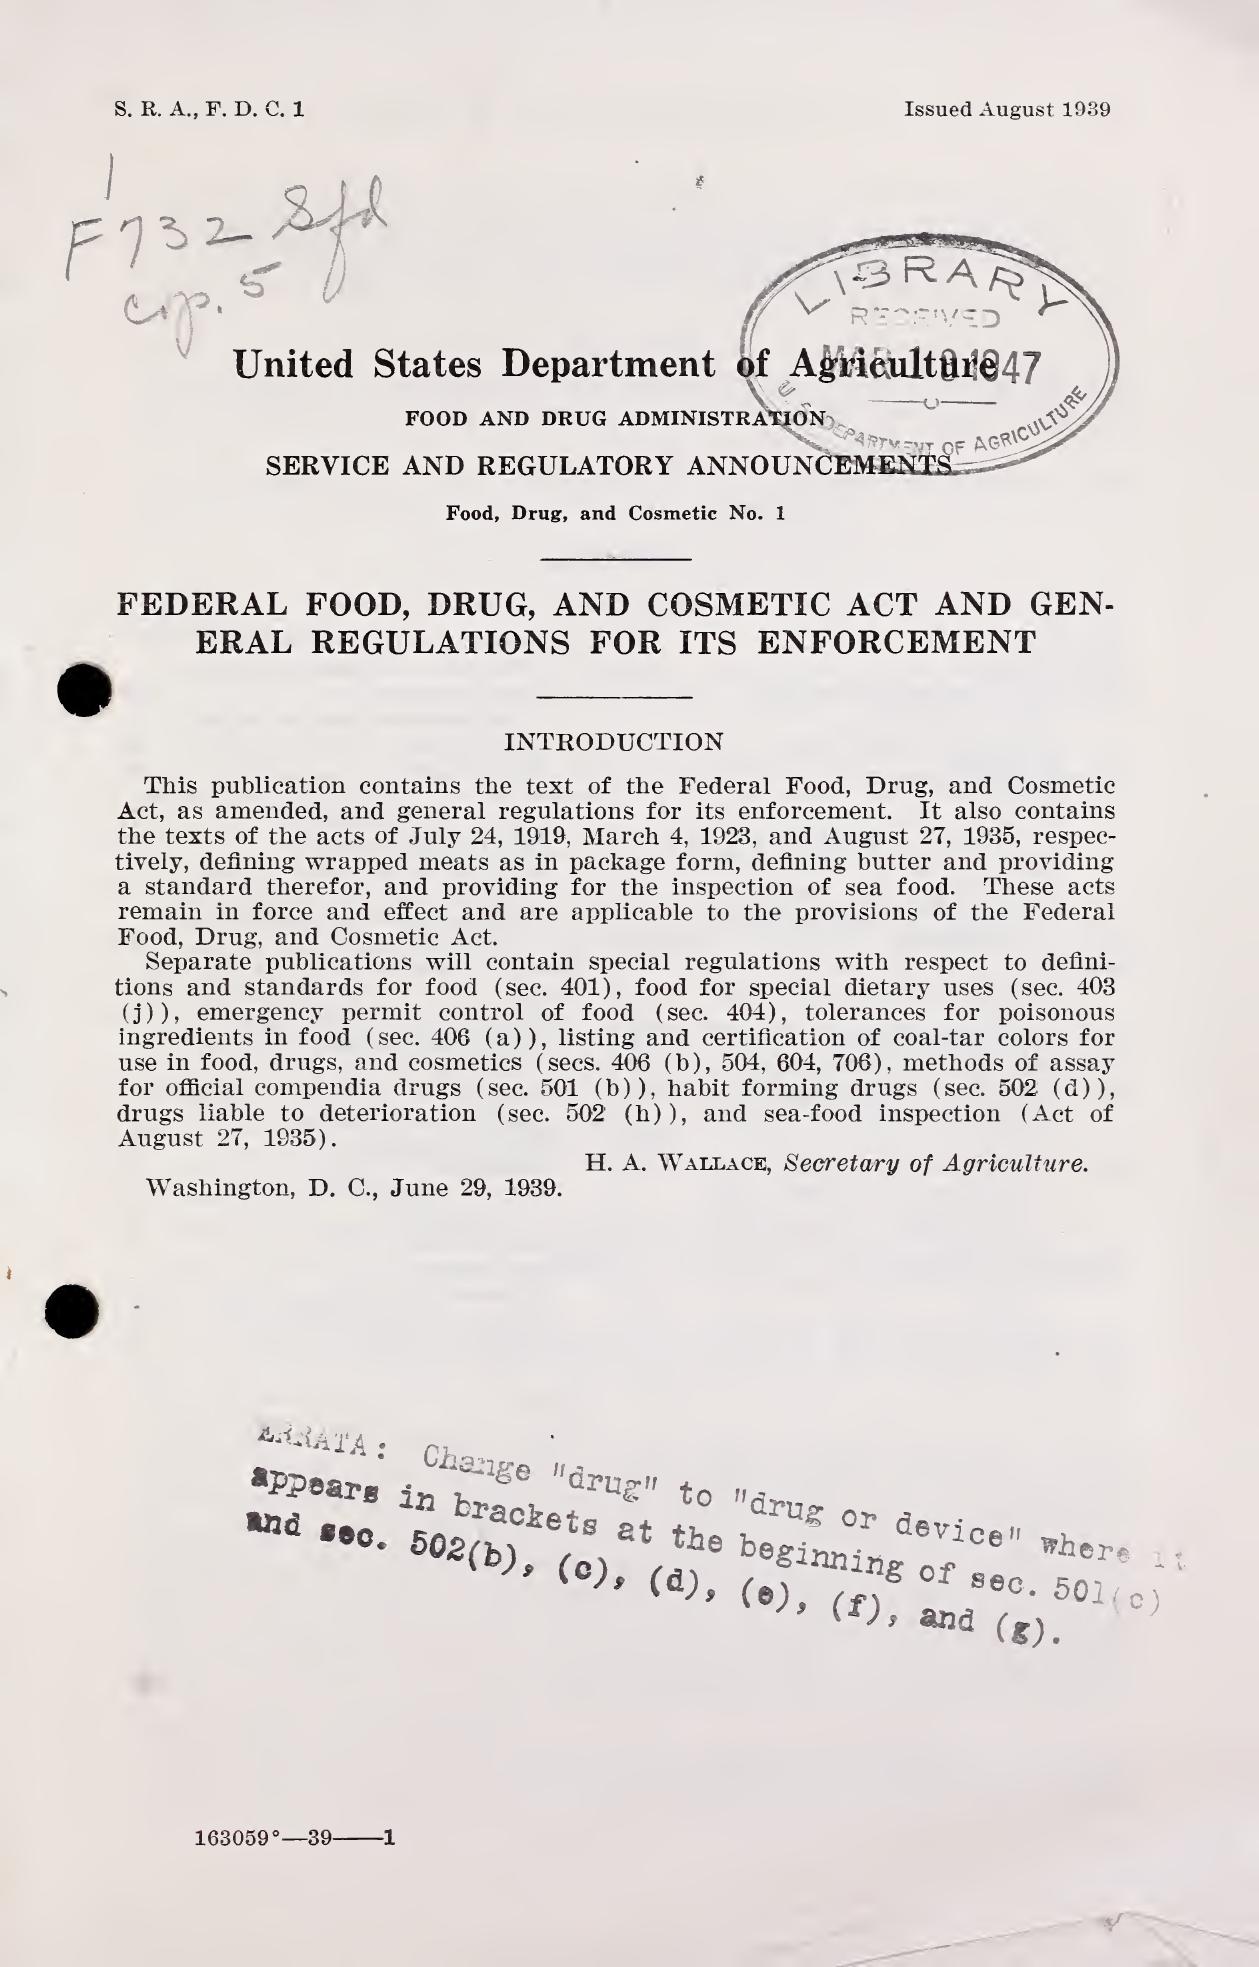 S. R. A., F. D. C. 1
Issued August 1939
1
F732 Sfd
cp. 5
LIBRARY
RECEIVED
1947
U. S. DEPARTMENT OF AGRICULTURE
United States Department of Agriculture
FOOD AND DRUG ADMINISTRATION
SERVICE AND REGULATORY ANNOUNCEMENTS
Food, Drug, and Cosmetic No. 1
FEDERAL FOOD, DRUG, AND COSMETIC ACT AND GEN-
ERAL REGULATIONS FOR ITS ENFORCEMENT
INTRODUCTION
This publication contains the text of the Federal Food, Drug, and Cosmetic
Act, as amended, and general regulations for its enforcement. It also contains
the texts of the acts of July 24, 1919, March 4, 1923, and August 27, 1935, respec-
tively, defining wrapped meats as in package form, defining butter and providing
a standard therefor, and providing for the inspection of sea food. These acts
remain in force and effect and are applicable to the provisions of the Federal
Food, Drug, and Cosmetic Act.
Separate publications will contain special regulations with respect to defini-
tions and standards for food (sec. 401), food for special dietary uses (sec. 403
(j)), emergency permit control of food (sec. 404), tolerances for poisonous
ingredients in food (sec. 406 (a)), listing and certification of coal-tar colors for
use in food, drugs, and cosmetics (secs. 406 (b), 504, 604, 706), methods of assay
for official compendia drugs (sec. 501 (b)), habit forming drugs (sec. 502 (d)),
drugs liable to deterioration (sec. 502 (h)), and sea-food inspection (Act of
August 27, 1935).
H. A. WALLACE, Secretary of Agriculture.
Washington, D. C., June 29, 1939.
ERRATA: Change "drug" to "drug or device" where it
appears in brackets at the beginning of sec. 501(c)
and sec. 502(b), (c), (d), (e), (f), and (g).
163059°—39——1